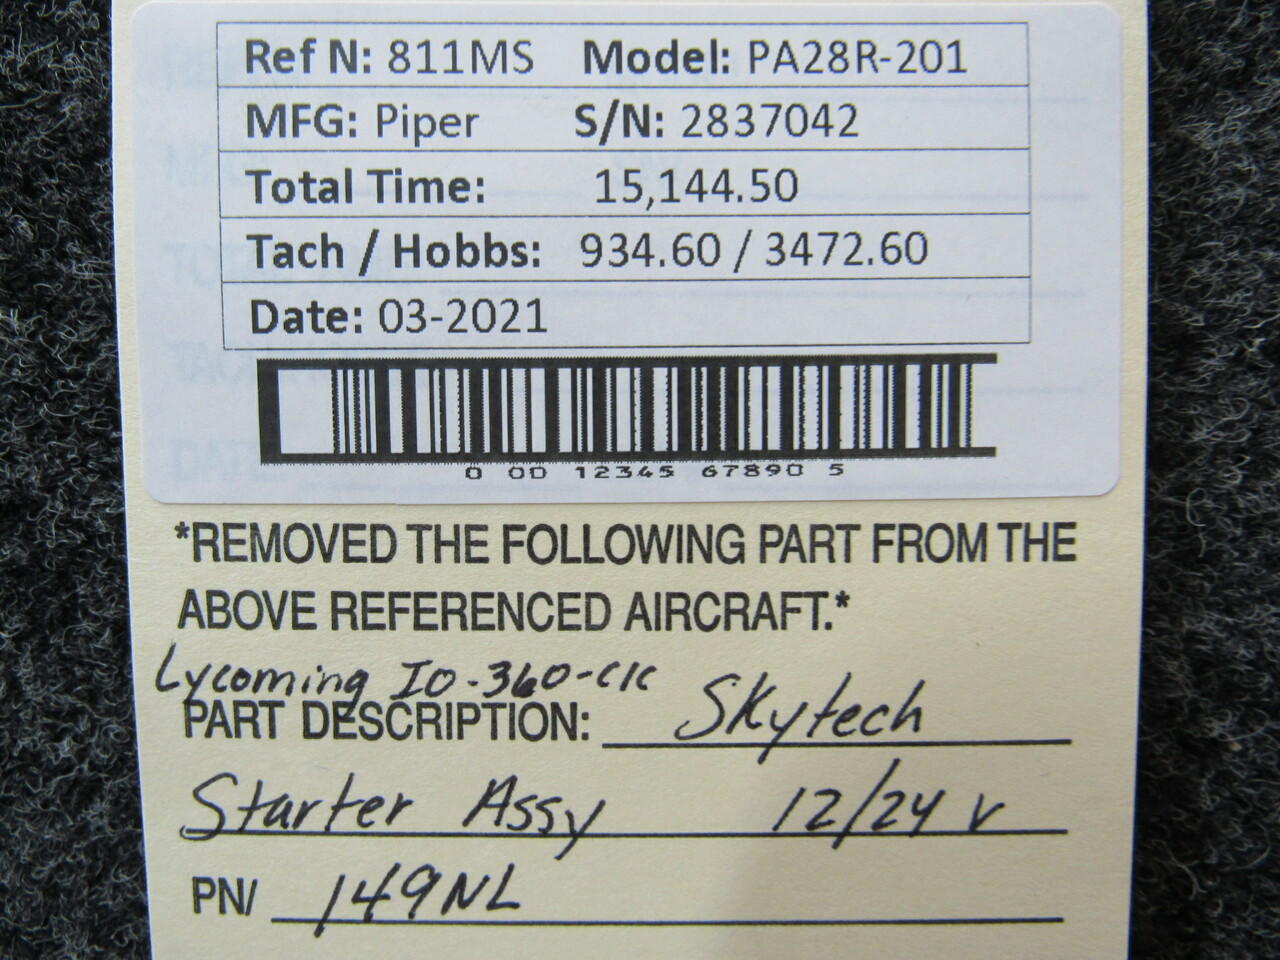 Ref N: 811MS Model: PA28R-201
MFG: Piper S/N: 2837042
Total Time: 15,144.50
Tach / Hobbs: 934.60 / 3472.60
Date: 03-2021
0 00 12345 67890 5
*REMOVED THE FOLLOWING PART FROM THE
ABOVE REFERENCED AIRCRAFT.*
Lycoming IO-360-C1C
PART DESCRIPTION: Skytech
Starter Assy 12/24 v
PN/ 149NL